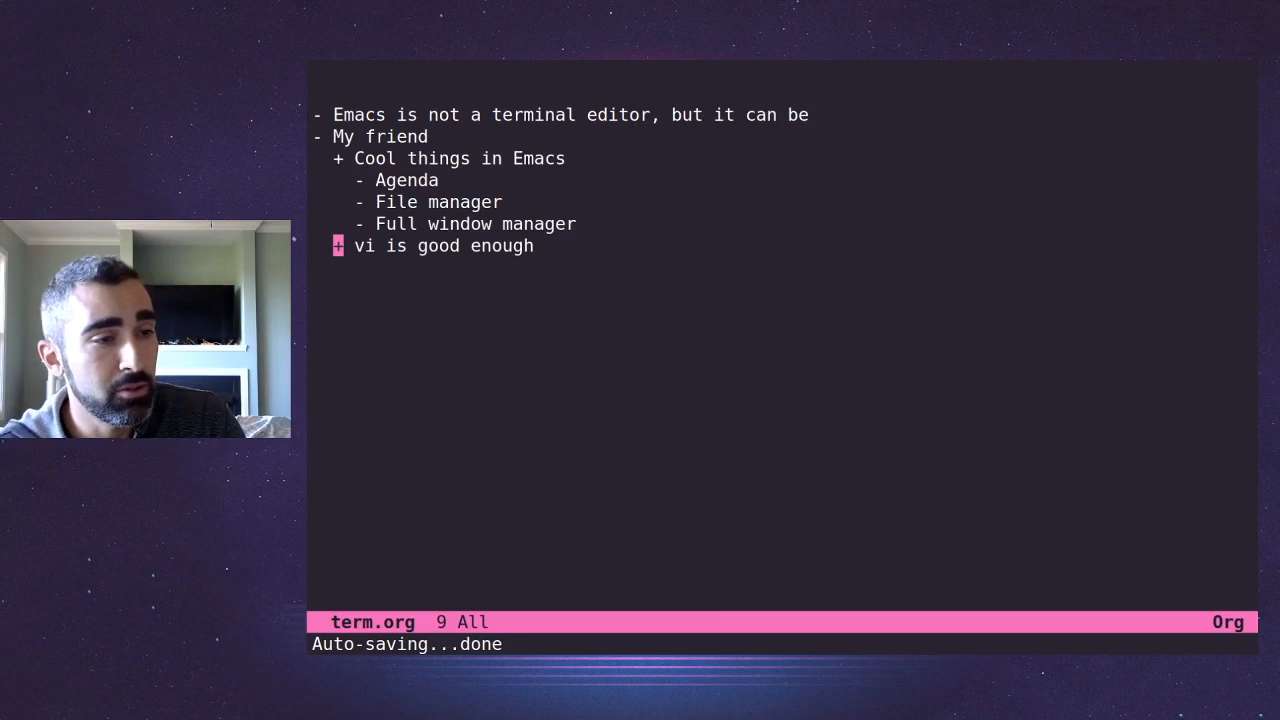 - Emacs is not a terminal editor, but it can be
- My friend
+ Cool things in Emacs
- Agenda
- File manager
- Full window manager
+ vi is good enough
term.org 9 All Org
Auto-saving...done